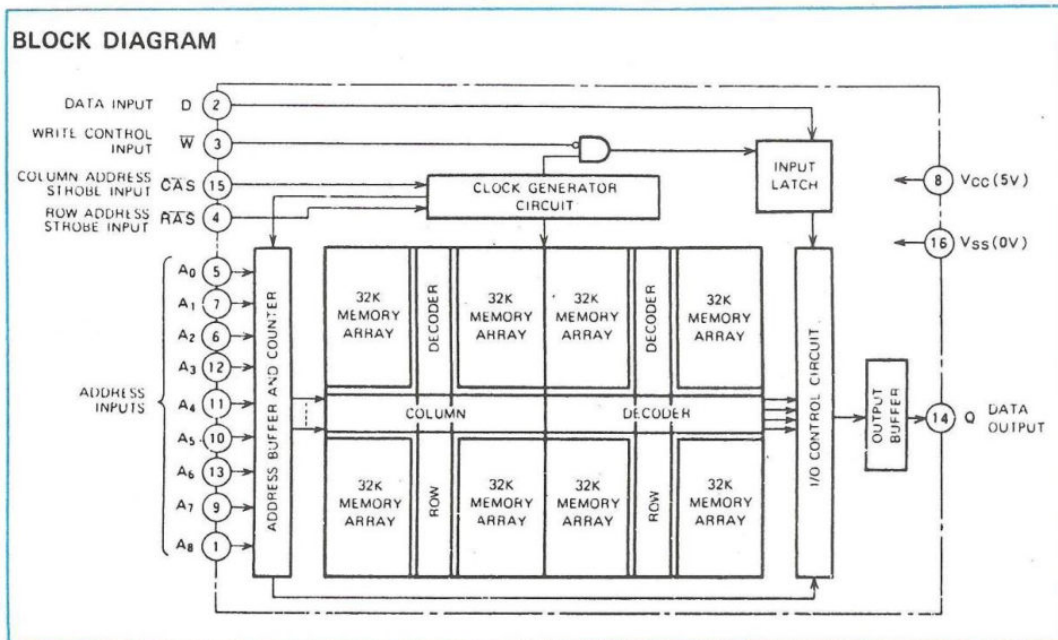 BLOCK DIAGRAM
DATA INPUT D 2
WRITE CONTROL
INPUT
W̅ 3
COLUMN ADDRESS
STROBE INPUT
C̅A̅S̅ 15
ROW ADDRESS
STROBE INPUT
R̅A̅S̅ 4
CLOCK GENERATOR
CIRCUIT
INPUT
LATCH
8 VCC(5V)
16 VSS(0V)
ADDRESS
INPUTS
A0 5
A1 7
A2 6
A3 12
A4 11
A5 10
A6 13
A7 9
A8 1
ADDRESS BUFFER AND COUNTER
32K
MEMORY
ARRAY
DECODER
32K
MEMORY
ARRAY
32K
MEMORY
ARRAY
DECODER
32K
MEMORY
ARRAY
COLUMN DECODER
32K
MEMORY
ARRAY
ROW
32K
MEMORY
ARRAY
32K
MEMORY
ARRAY
ROW
32K
MEMORY
ARRAY
I/O CONTROL CIRCUIT
OUTPUT
BUFFER
14 Q DATA
OUTPUT